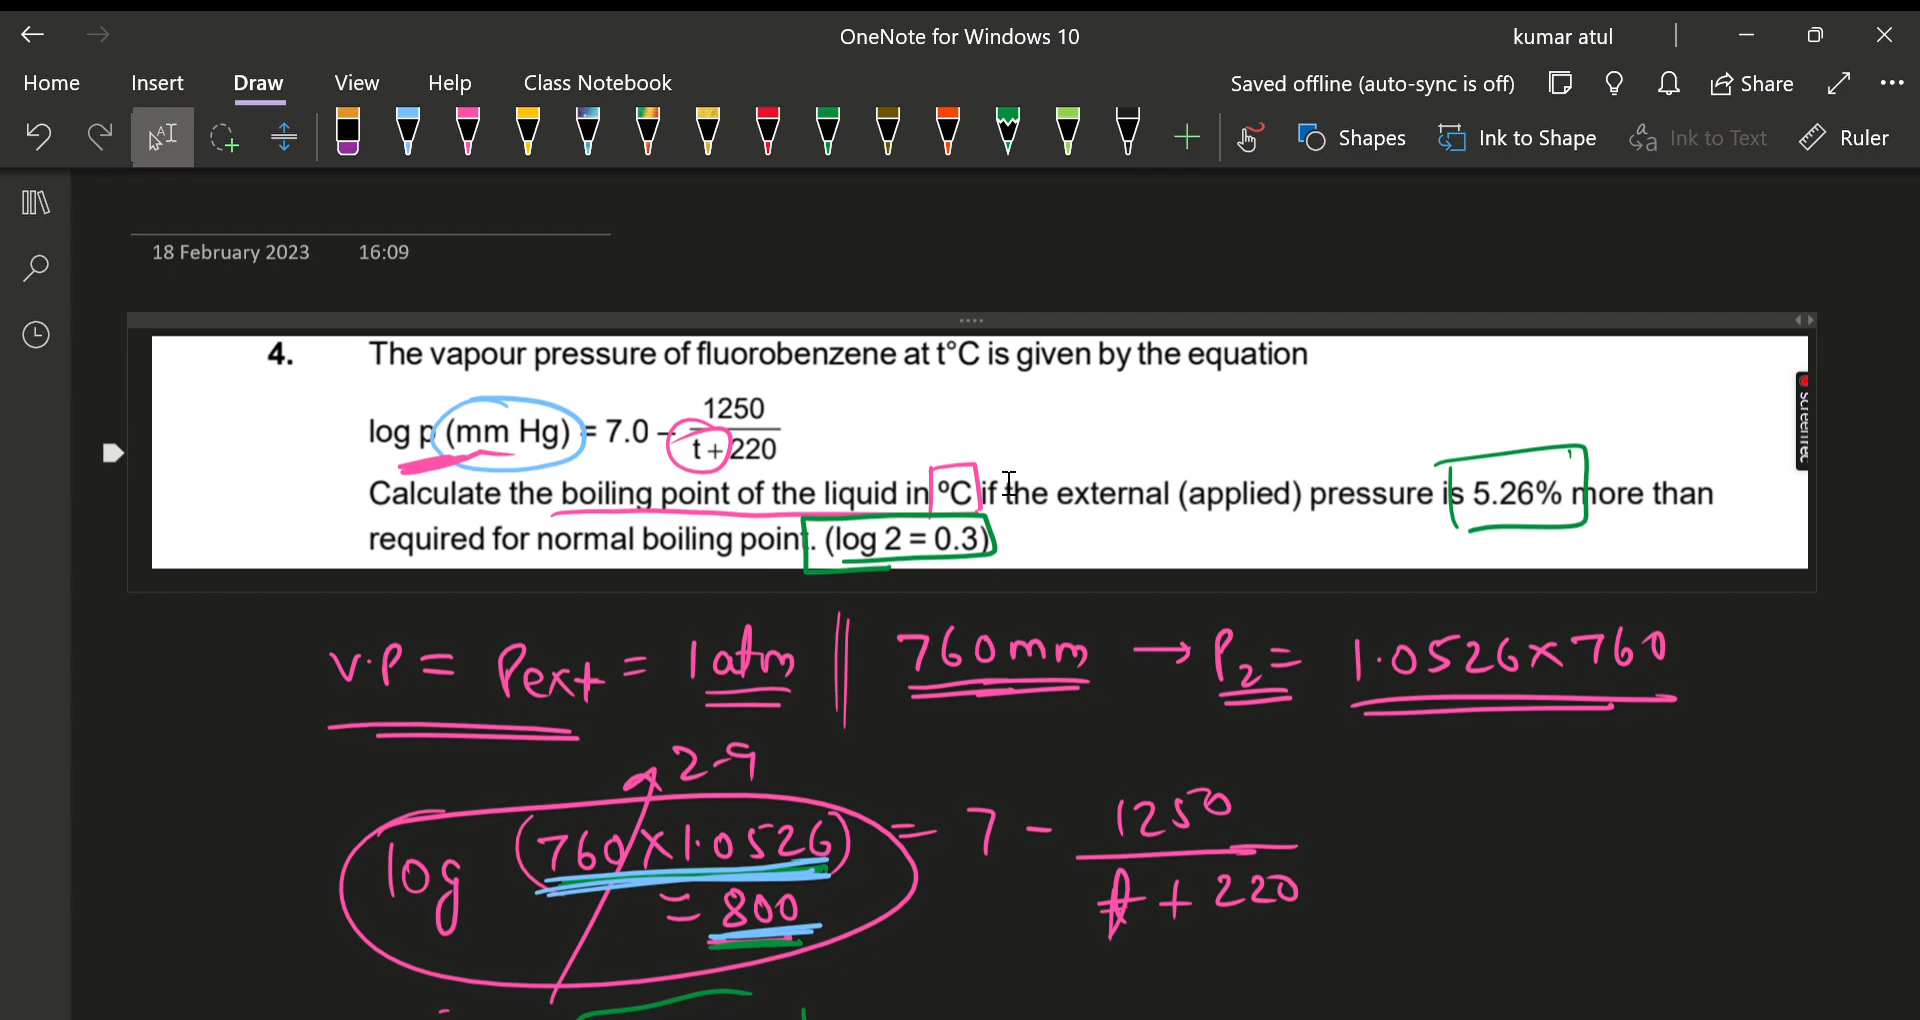 OneNote for Windows 10
kumar atul
Home Insert Draw View Help Class Notebook
Saved offline (auto-sync is off) Share
Shapes Ink to Shape Ink to Text Ruler
18 February 2023 16:09
4. The vapour pressure of fluorobenzene at t°C is given by the equation
log p (mm Hg) = 7.0 – 1250 / t + 220
Calculate the boiling point of the liquid in ºC if the external (applied) pressure is 5.26% more than
required for normal boiling point. (log 2 = 0.3)
V.P = Pext = 1 atm || 760 mm → P2 = 1.0526 × 760
2.9
log (760 × 1.0526) = 7 - 1250 / t + 220
= 800